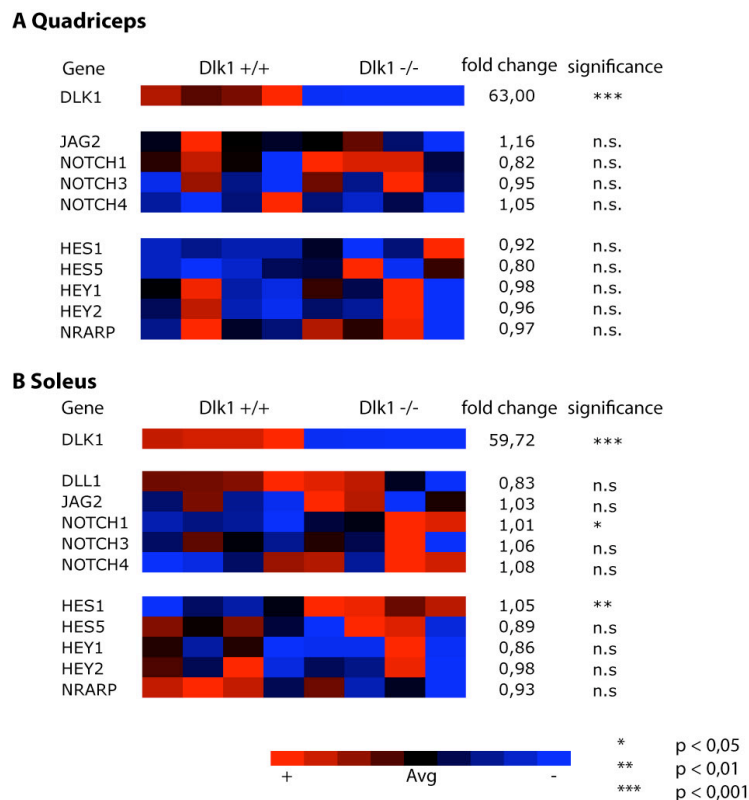 A Quadriceps
Gene Dlk1 +/+ Dlk1 -/- fold change significance
DLK1 63,00 ***
JAG2 1,16 n.s.
NOTCH1 0,82 n.s.
NOTCH3 0,95 n.s.
NOTCH4 1,05 n.s.
HES1 0,92 n.s.
HES5 0,80 n.s.
HEY1 0,98 n.s.
HEY2 0,96 n.s.
NRARP 0,97 n.s.
B Soleus
Gene Dlk1 +/+ Dlk1 -/- fold change significance
DLK1 59,72 ***
DLL1 0,83 n.s
JAG2 1,03 n.s
NOTCH1 1,01 *
NOTCH3 1,06 n.s
NOTCH4 1,08 n.s
HES1 1,05 **
HES5 0,89 n.s
HEY1 0,86 n.s
HEY2 0,98 n.s
NRARP 0,93 n.s
+ Avg -
* p < 0,05
** p < 0,01
*** p < 0,001